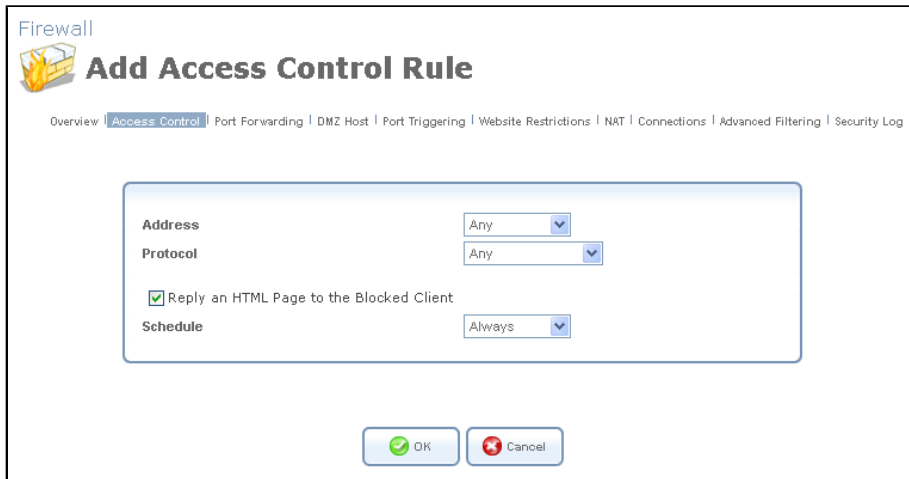 Firewall
Add Access Control Rule
Overview | Access Control | Port Forwarding | DMZ Host | Port Triggering | Website Restrictions | NAT | Connections | Advanced Filtering | Security Log
Address Any
Protocol Any
Reply an HTML Page to the Blocked Client
Schedule Always
OK Cancel